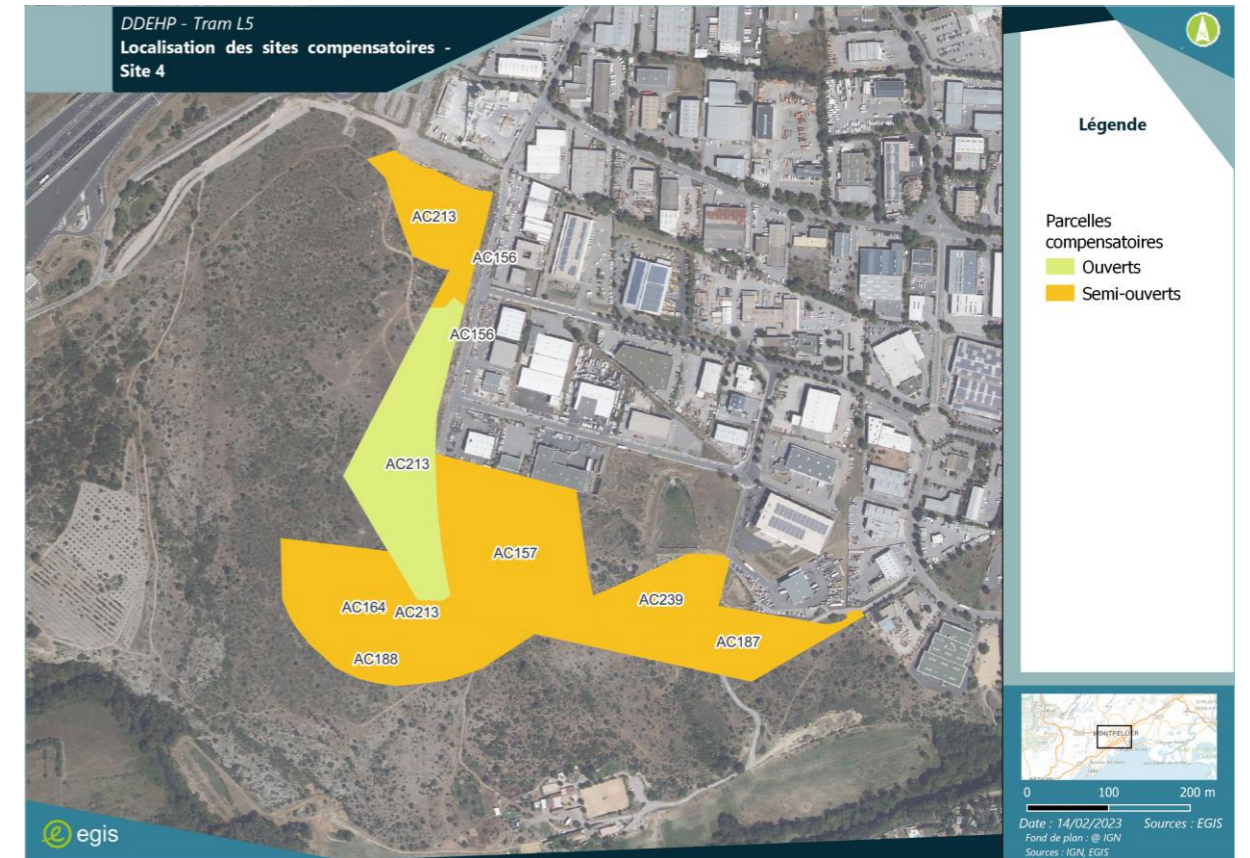 DDEHP - Tram L5
Localisation des sites compensatoires -
Site 4
AC213
AC156
AC156
AC213
AC157
AC164
AC213
AC239
AC188
AC187
Légende
Parcelles
compensatoires
Ouverts
Semi-ouverts
MONTPELLIER
0 100 200 m
Date : 14/02/2023 Sources : EGIS
Fond de plan : @ IGN
Sources : IGN, EGIS
egis